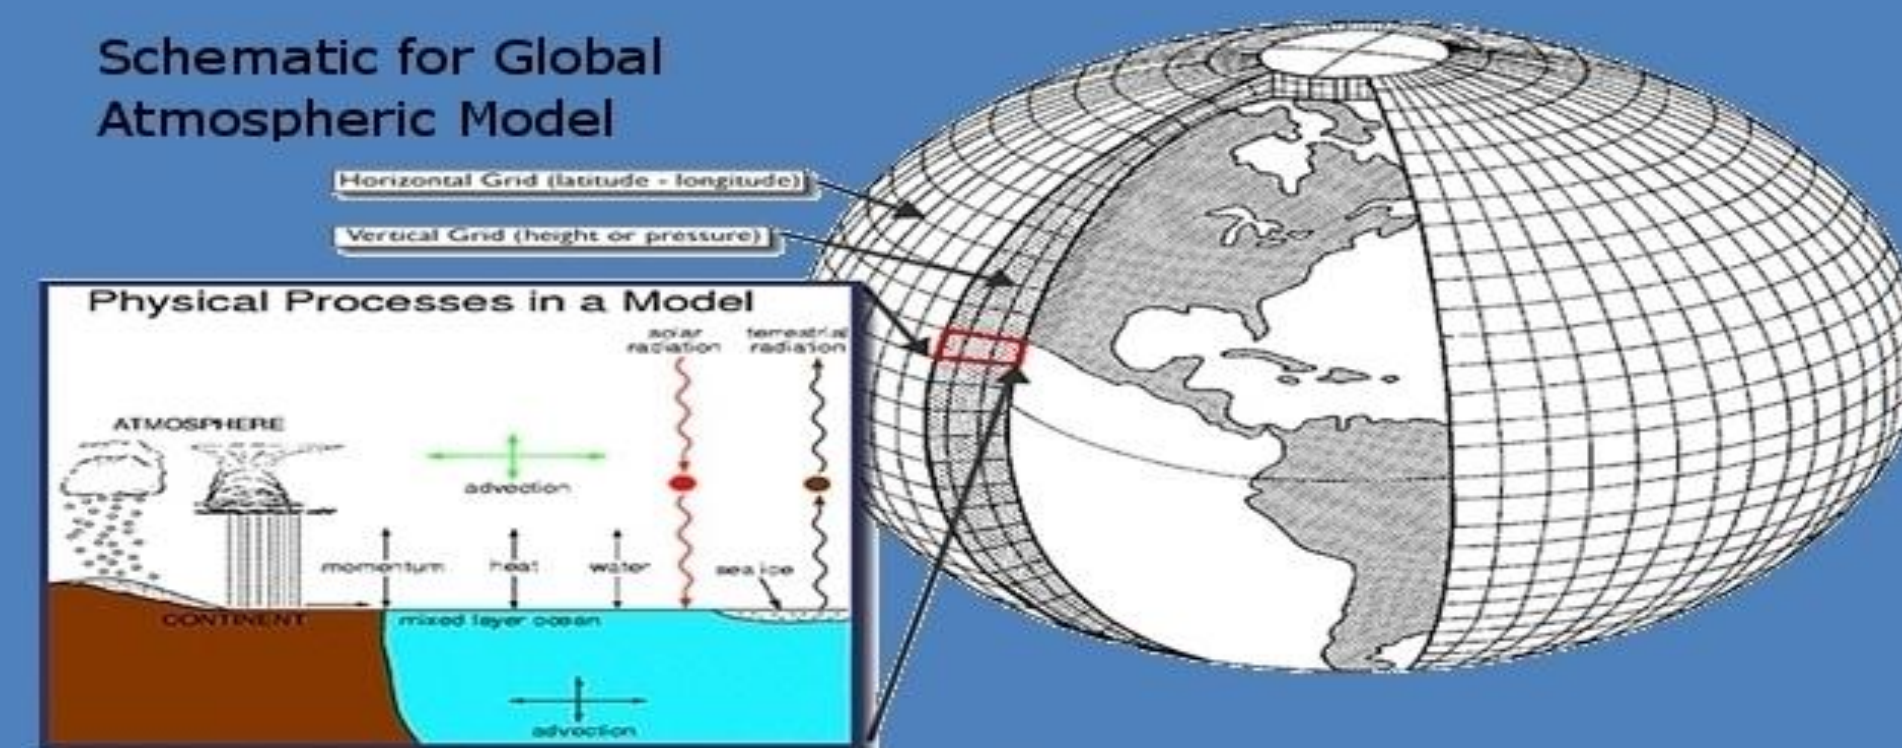 Schematic for Global
Atmospheric Model
Horizontal Grid (latitude - longitude)
Vertical Grid (height or pressure)
Physical Processes in a Model
solar
radiation
terrestrial
radiation
ATMOSPHERE
advection
momentum
heat
water
sea ice
CONTINENT
mixed layer ocean
advection